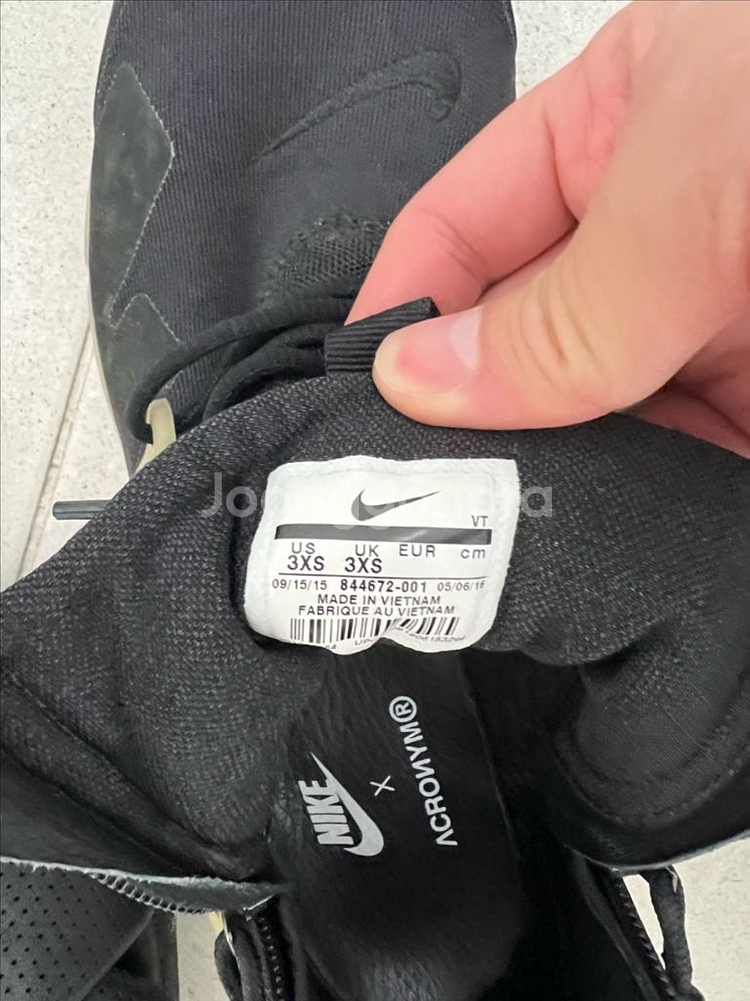 VT
US UK EUR cm
3XS 3XS
09/15/15 844672-001 05/06/16
MADE IN VIETNAM
FABRIQUE AU VIETNAM
NIKE
X
ACRONYM®